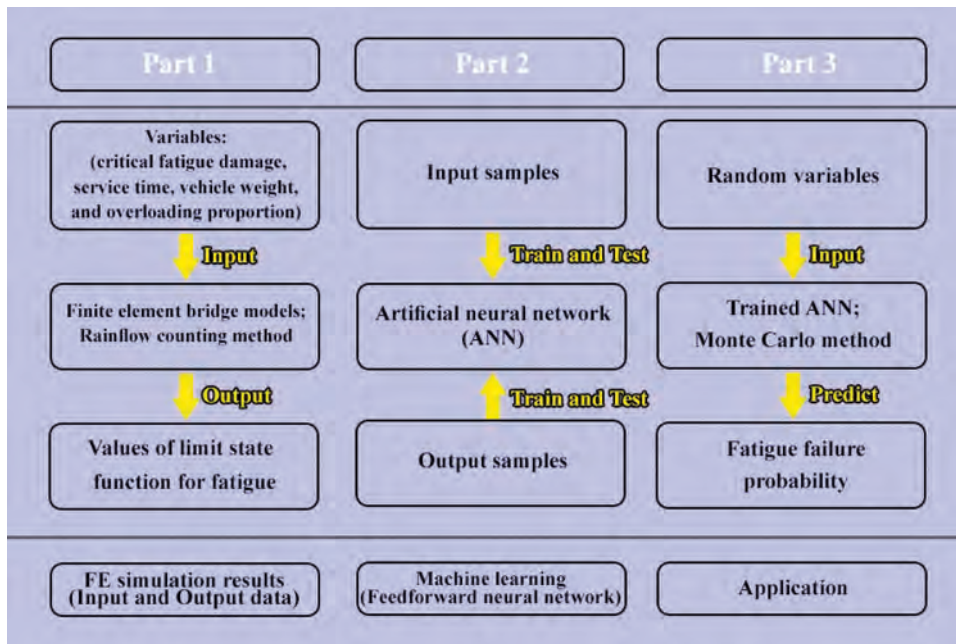 Part 1
Part 2
Part 3
Variables:
(critical fatigue damage,
service time, vehicle weight,
and overloading proportion)
Input samples
Random variables
Input
Train and Test
Input
Finite element bridge models;
Rainflow counting method
Artificial neural network
(ANN)
Trained ANN;
Monte Carlo method
Output
Train and Test
Predict
Values of limit state
function for fatigue
Output samples
Fatigue failure
probability
FE simulation results
(Input and Output data)
Machine learning
(Feedforward neural network)
Application